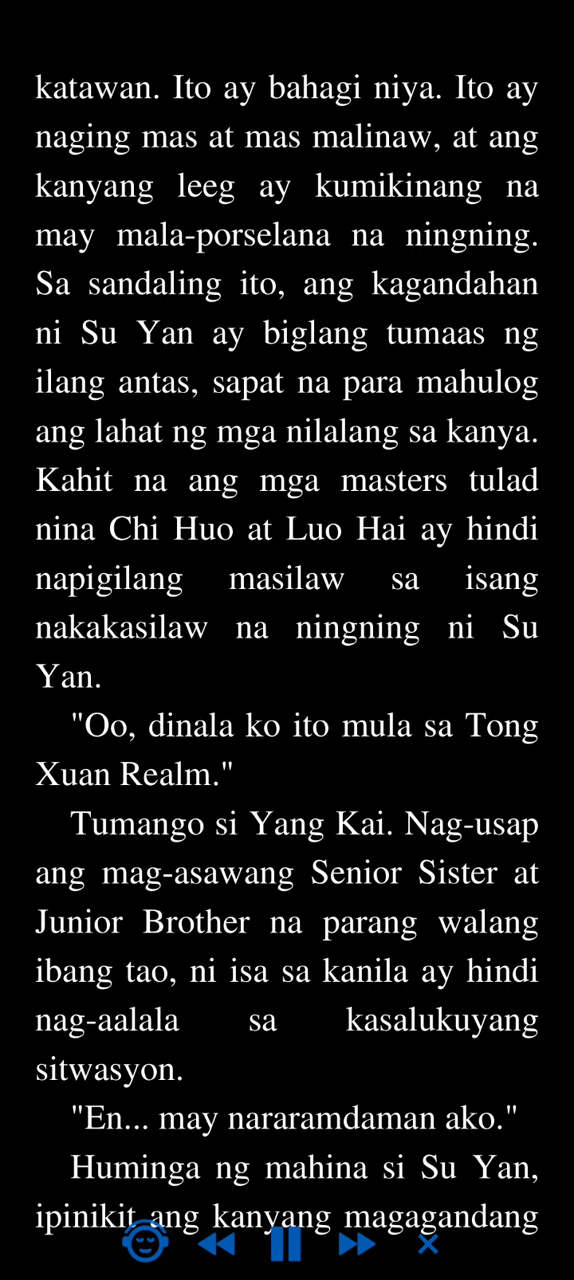 katawan. Ito ay bahagi niya. Ito ay
naging mas at mas malinaw, at ang
kanyang leeg ay kumikinang na
may mala-porselana na ningning.
Sa sandaling ito, ang kagandahan
ni Su Yan ay biglang tumaas ng
ilang antas, sapat na para mahulog
ang lahat ng mga nilalang sa kanya.
Kahit na ang mga masters tulad
nina Chi Huo at Luo Hai ay hindi
napigilang masilaw sa isang
nakakasilaw na ningning ni Su
Yan.
"Oo, dinala ko ito mula sa Tong
Xuan Realm."
Tumango si Yang Kai. Nag-usap
ang mag-asawang Senior Sister at
Junior Brother na parang walang
ibang tao, ni isa sa kanila ay hindi
nag-aalala sa kasalukuyang
sitwasyon.
"En... may nararamdaman ako."
Huminga ng mahina si Su Yan,
ipinikit ang kanyang magagandang